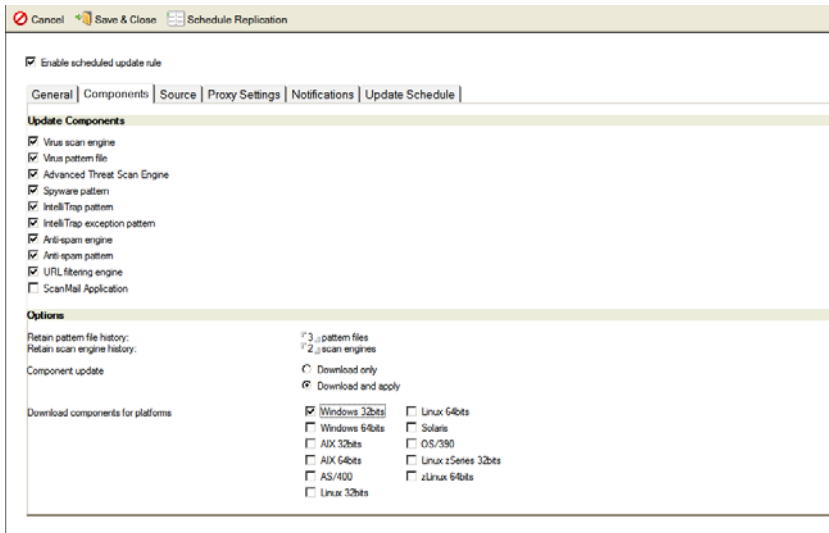 Cancel Save & Close Schedule Replication
Enable scheduled update rule
General Components Source Proxy Settings Notifications Update Schedule
Update Components
Virus scan engine
Virus pattern file
Advanced Threat Scan Engine
Spyware pattern
IntelliTrap pattern
IntelliTrap exception pattern
Anti-spam engine
Anti-spam pattern
URL filtering engine
ScanMail Application
Options
Retain pattern file history: 3 pattern files
Retain scan engine history: 2 scan engines
Component update Download only
Download and apply
Download components for platforms Windows 32bits Linux 64bits
Windows 64bits Solaris
AIX 32bits OS/390
AIX 64bits Linux zSeries 32bits
AS/400 zLinux 64bits
Linux 32bits